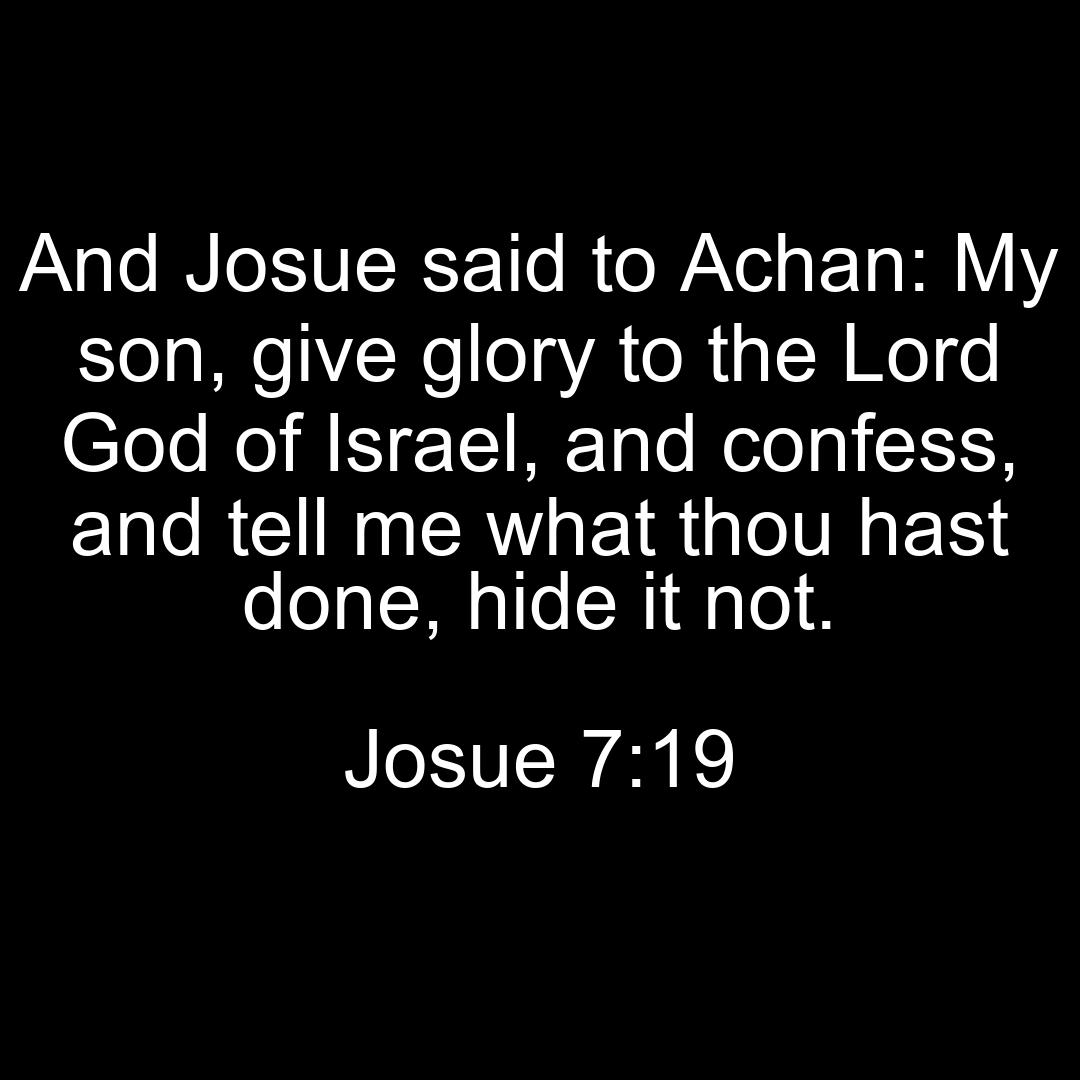 And Josue said to Achan: My
son, give glory to the Lord
God of Israel, and confess,
and tell me what thou hast
done, hide it not.
Josue 7:19